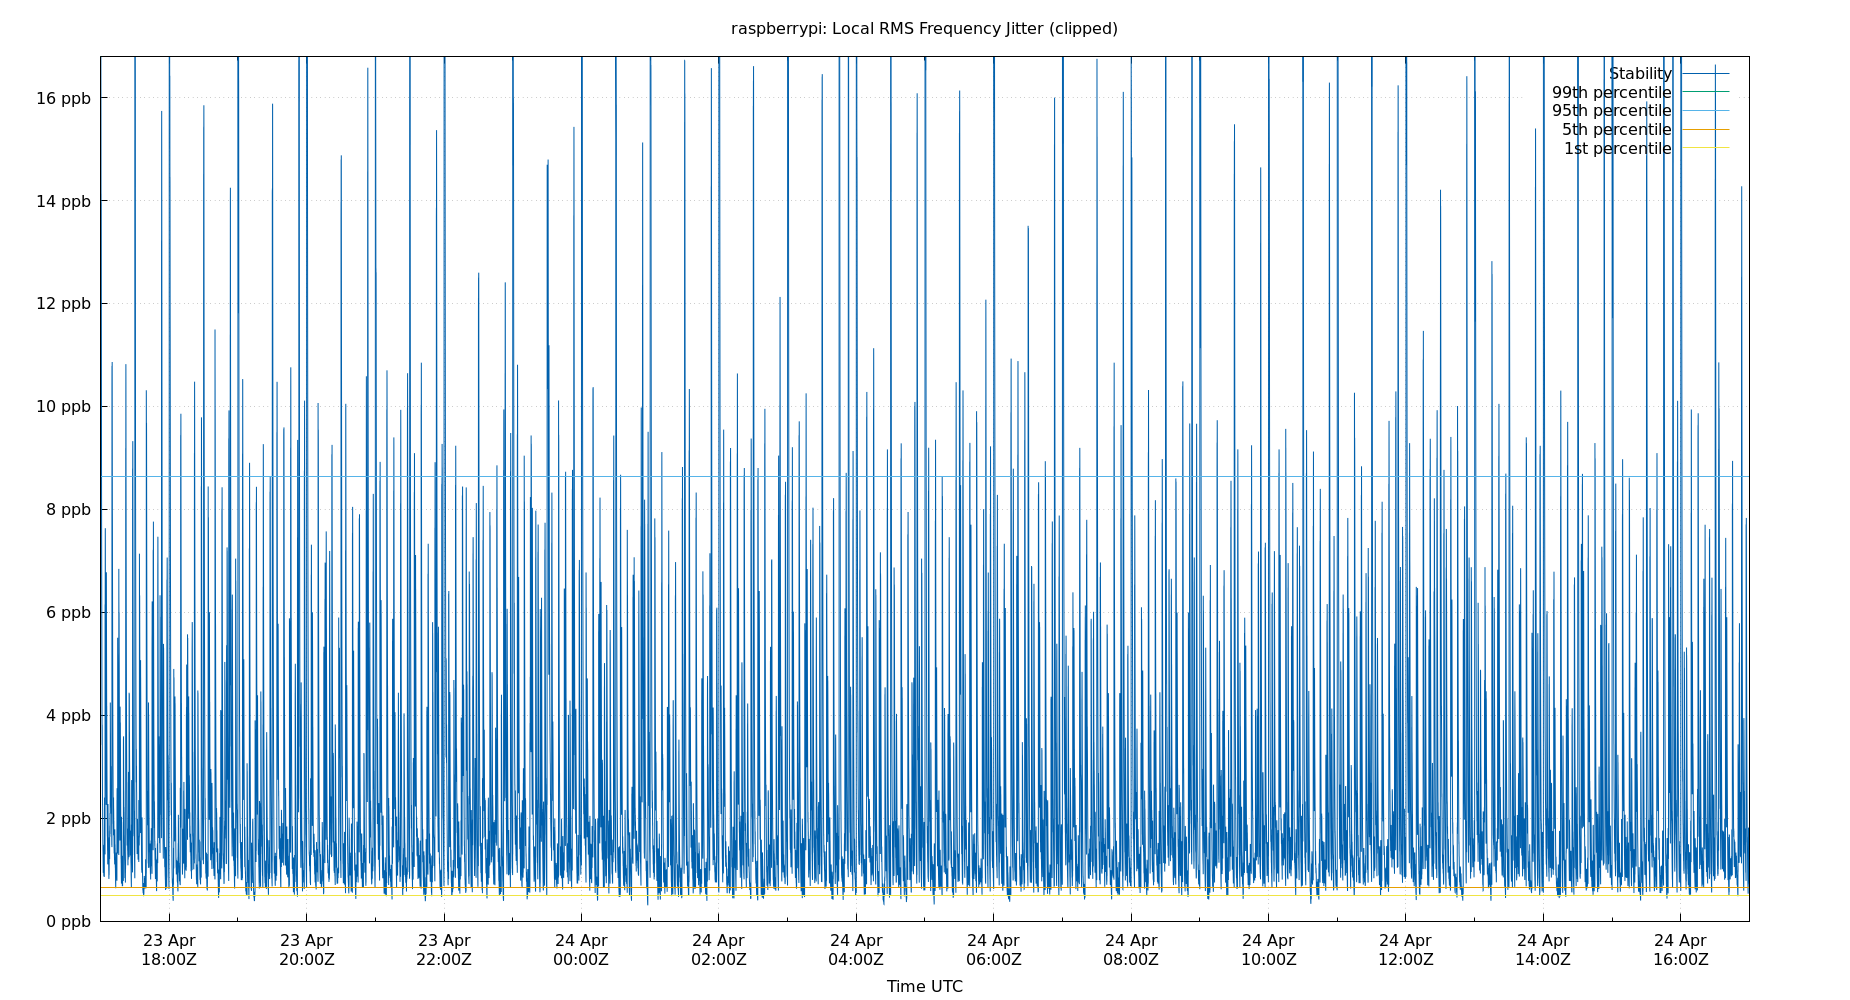 raspberrypi: Local RMS Frequency Jitter (clipped)
Stability
99th percentile
95th percentile
5th percentile
1st percentile
16 ppb
14 ppb
12 ppb
10 ppb
8 ppb
6 ppb
4 ppb
2 ppb
0 ppb
23 Apr 23 Apr 23 Apr 24 Apr 24 Apr 24 Apr 24 Apr 24 Apr 24 Apr 24 Apr 24 Apr 24 Apr
18:00Z 20:00Z 22:00Z 00:00Z 02:00Z 04:00Z 06:00Z 08:00Z 10:00Z 12:00Z 14:00Z 16:00Z
Time UTC